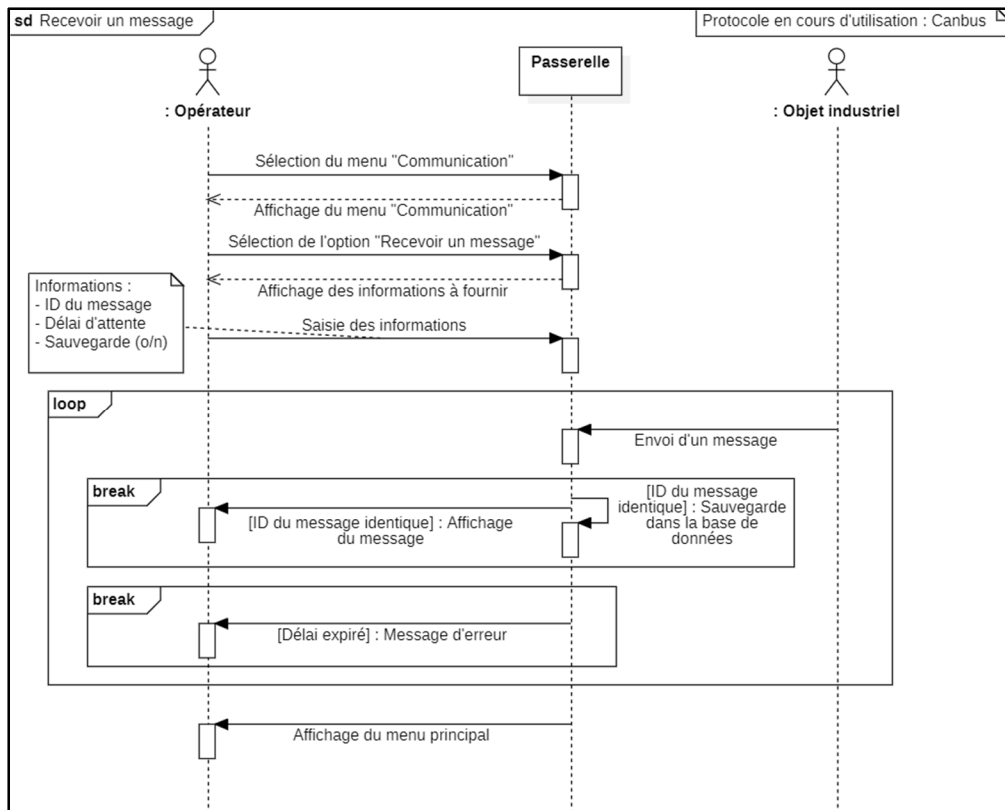 sd Recevoir un message
Protocole en cours d'utilisation : Canbus
Passerelle
: Opérateur
: Objet industriel
Sélection du menu "Communication"
Affichage du menu "Communication"
Sélection de l'option "Recevoir un message"
Affichage des informations à fournir
Informations :
- ID du message
- Délai d'attente
- Sauvegarde (o/n)
Saisie des informations
loop
Envoi d'un message
break
[ID du message identique] : Affichage
du message
[ID du message
identique] : Sauvegarde
dans la base de
données
break
[Délai expiré] : Message d'erreur
Affichage du menu principal